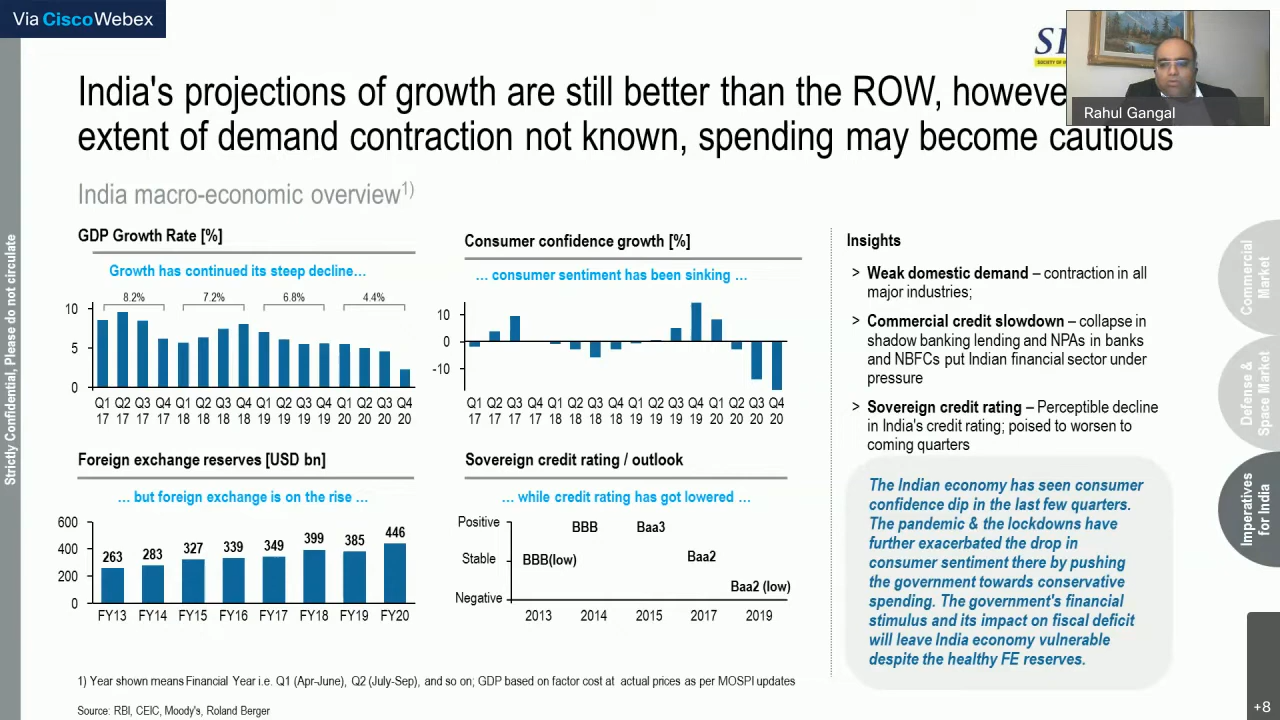 Via CiscoWebex
SI
SOCIETY OF
Rahul Gangal
India's projections of growth are still better than the ROW, howeve
extent of demand contraction not known, spending may become cautious
India macro-economic overview1)
Strictly Confidential, Please do not circulate
GDP Growth Rate [%]
Growth has continued its steep decline…
8.2% 7.2% 6.8% 4.4%
10
5
0
Q1 Q2 Q3 Q4 Q1 Q2 Q3 Q4 Q1 Q2 Q3 Q4 Q1 Q2 Q3 Q4
17 17 17 17 18 18 18 18 19 19 19 19 20 20 20 20
Consumer confidence growth [%]
… consumer sentiment has been sinking …
10
0
-10
Q1 Q2 Q3 Q4 Q1 Q2 Q3 Q4 Q1 Q2 Q3 Q4 Q1 Q2 Q3 Q4
17 17 17 17 18 18 18 18 19 19 19 19 20 20 20 20
Foreign exchange reserves [USD bn]
… but foreign exchange is on the rise …
600
400
200
0
263 283 327 339 349 399 385 446
FY13 FY14 FY15 FY16 FY17 FY18 FY19 FY20
Sovereign credit rating / outlook
… while credit rating has got lowered …
Positive BBB Baa3
Stable BBB(low) Baa2
Negative Baa2 (low)
2013 2014 2015 2017 2019
Insights
> Weak domestic demand – contraction in all
major industries;
> Commercial credit slowdown – collapse in
shadow banking lending and NPAs in banks
and NBFCs put Indian financial sector under
pressure
> Sovereign credit rating – Perceptible decline
in India's credit rating; poised to worsen to
coming quarters
The Indian economy has seen consumer
confidence dip in the last few quarters.
The pandemic & the lockdowns have
further exacerbated the drop in
consumer sentiment there by pushing
the government towards conservative
spending. The government's financial
stimulus and its impact on fiscal deficit
will leave India economy vulnerable
despite the healthy FE reserves.
Commercial
Market
Defense &
Space Market
Imperatives
for India
+8
1) Year shown means Financial Year i.e. Q1 (Apr-June), Q2 (July-Sep), and so on; GDP based on factor cost at actual prices as per MOSPI updates
Source: RBI, CEIC, Moody's, Roland Berger